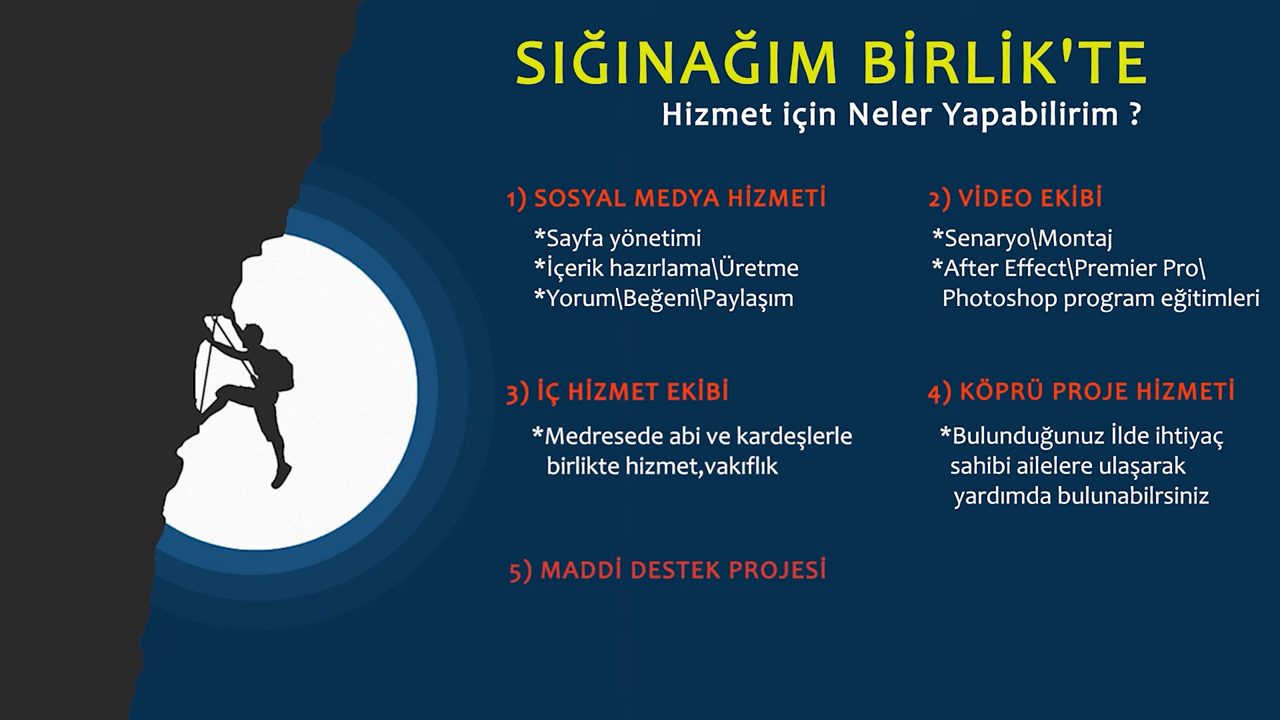 SIĞINAĞIM BİRLİK'TE
Hizmet için Neler Yapabilirim ?
1) SOSYAL MEDYA HİZMETİ
*Sayfa yönetimi
*İçerik hazırlama\Üretme
*Yorum\Beğeni\Paylaşım
2) VİDEO EKİBİ
*Senaryo\Montaj
*After Effect\Premier Pro\
Photoshop program eğitimleri
3) İÇ HİZMET EKİBİ
*Medresede abi ve kardeşlerle
birlikte hizmet,vakıflık
4) KÖPRÜ PROJE HİZMETİ
*Bulunduğunuz İlde ihtiyaç
sahibi ailelere ulaşarak
yardımda bulunabilrsiniz
5) MADDİ DESTEK PROJESİ